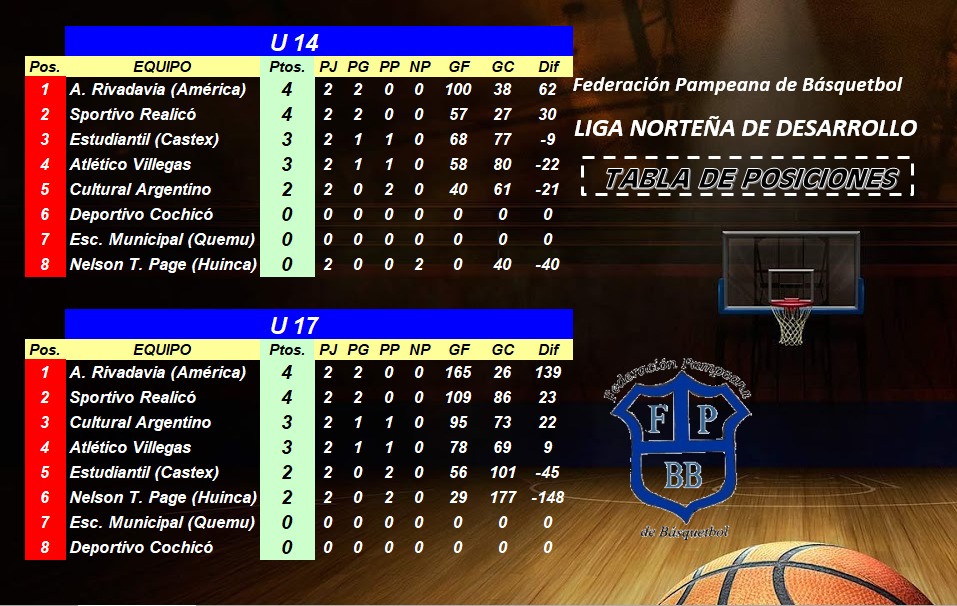 U 14
Pos. EQUIPO Ptos. PJ PG PP NP GF GC Dif
1 A. Rivadavia (América) 4 2 2 0 0 100 38 62
2 Sportivo Realicó 4 2 2 0 0 57 27 30
3 Estudiantil (Castex) 3 2 1 1 0 68 77 -9
4 Atlético Villegas 3 2 1 1 0 58 80 -22
5 Cultural Argentino 2 2 0 2 0 40 61 -21
6 Deportivo Cochicó 0 0 0 0 0 0 0 0
7 Esc. Municipal (Quemu) 0 0 0 0 0 0 0 0
8 Nelson T. Page (Huinca) 0 2 0 0 2 0 40 -40
U 17
Pos. EQUIPO Ptos. PJ PG PP NP GF GC Dif
1 A. Rivadavia (América) 4 2 2 0 0 165 26 139
2 Sportivo Realicó 4 2 2 0 0 109 86 23
3 Cultural Argentino 3 2 1 1 0 95 73 22
4 Atlético Villegas 3 2 1 1 0 78 69 9
5 Estudiantil (Castex) 2 2 0 2 0 56 101 -45
6 Nelson T. Page (Huinca) 2 2 0 2 0 29 177 -148
7 Esc. Municipal (Quemu) 0 0 0 0 0 0 0 0
8 Deportivo Cochicó 0 0 0 0 0 0 0 0
Federación Pampeana de Básquetbol
LIGA NORTEÑA DE DESARROLLO
TABLA DE POSICIONES
Federación Pampeana
F P
BB
de Básquetbol